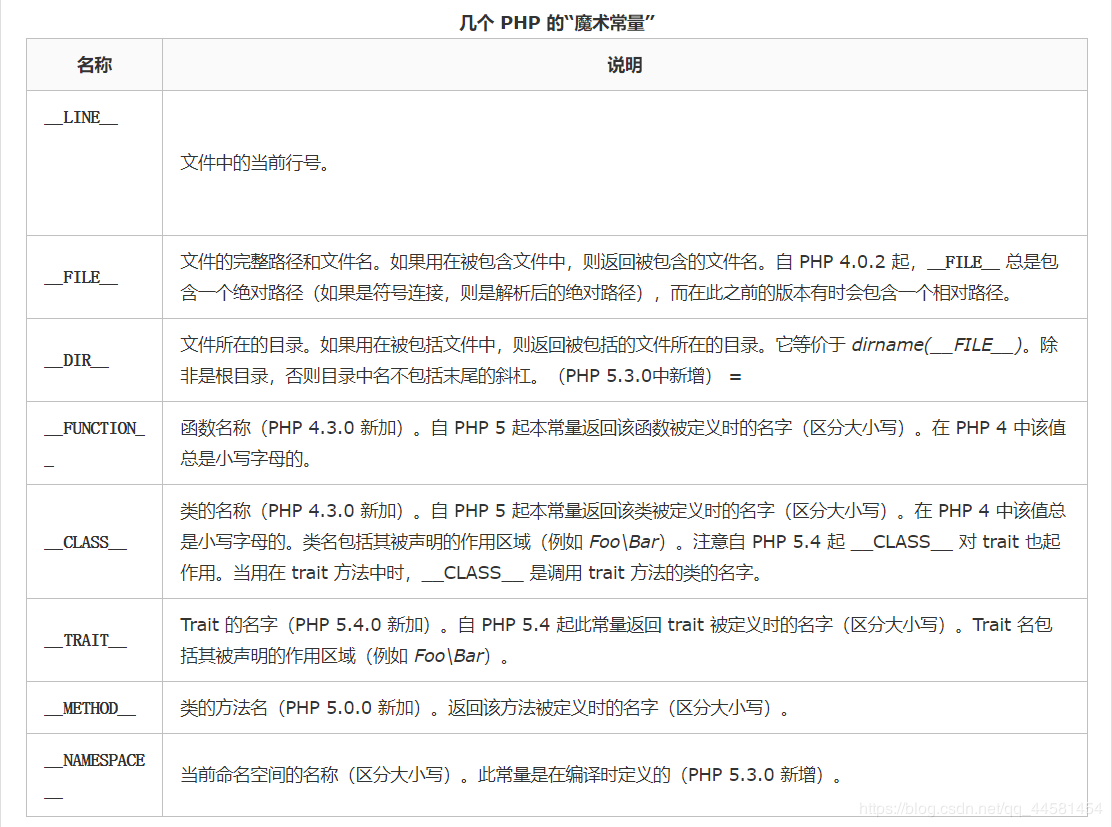 几个 PHP 的“魔术常量”
名称 说明
__LINE__
文件中的当前行号。
文件的完整路径和文件名。如果用在被包含文件中，则返回被包含的文件名。自 PHP 4.0.2 起，__FILE__ 总是包
__FILE__
含一个绝对路径（如果是符号连接，则是解析后的绝对路径），而在此之前的版本有时会包含一个相对路径。
文件所在的目录。如果用在被包括文件中，则返回被包括的文件所在的目录。它等价于 dirname(__FILE__)。除
__DIR__
非是根目录，否则目录中名不包括末尾的斜杠。（PHP 5.3.0中新增） =
__FUNCTION_
_
函数名称（PHP 4.3.0 新加）。自 PHP 5 起本常量返回该函数被定义时的名字（区分大小写）。在 PHP 4 中该值
总是小写字母的。
类的名称（PHP 4.3.0 新加）。自 PHP 5 起本常量返回该类被定义时的名字（区分大小写）。在 PHP 4 中该值总
__CLASS__
是小写字母的。类名包括其被声明的作用区域（例如 Foo\Bar）。注意自 PHP 5.4 起 __CLASS__ 对 trait 也起
作用。当用在 trait 方法中时，__CLASS__ 是调用 trait 方法的类的名字。
Trait 的名字（PHP 5.4.0 新加）。自 PHP 5.4 起此常量返回 trait 被定义时的名字（区分大小写）。Trait 名包
__TRAIT__
括其被声明的作用区域（例如 Foo\Bar）。
__METHOD__
类的方法名（PHP 5.0.0 新加）。返回该方法被定义时的名字（区分大小写）。
__NAMESPACE
__
当前命名空间的名称（区分大小写）。此常量是在编译时定义的（PHP 5.3.0 新增）。
https://blog.csdn.net/qq_44581464